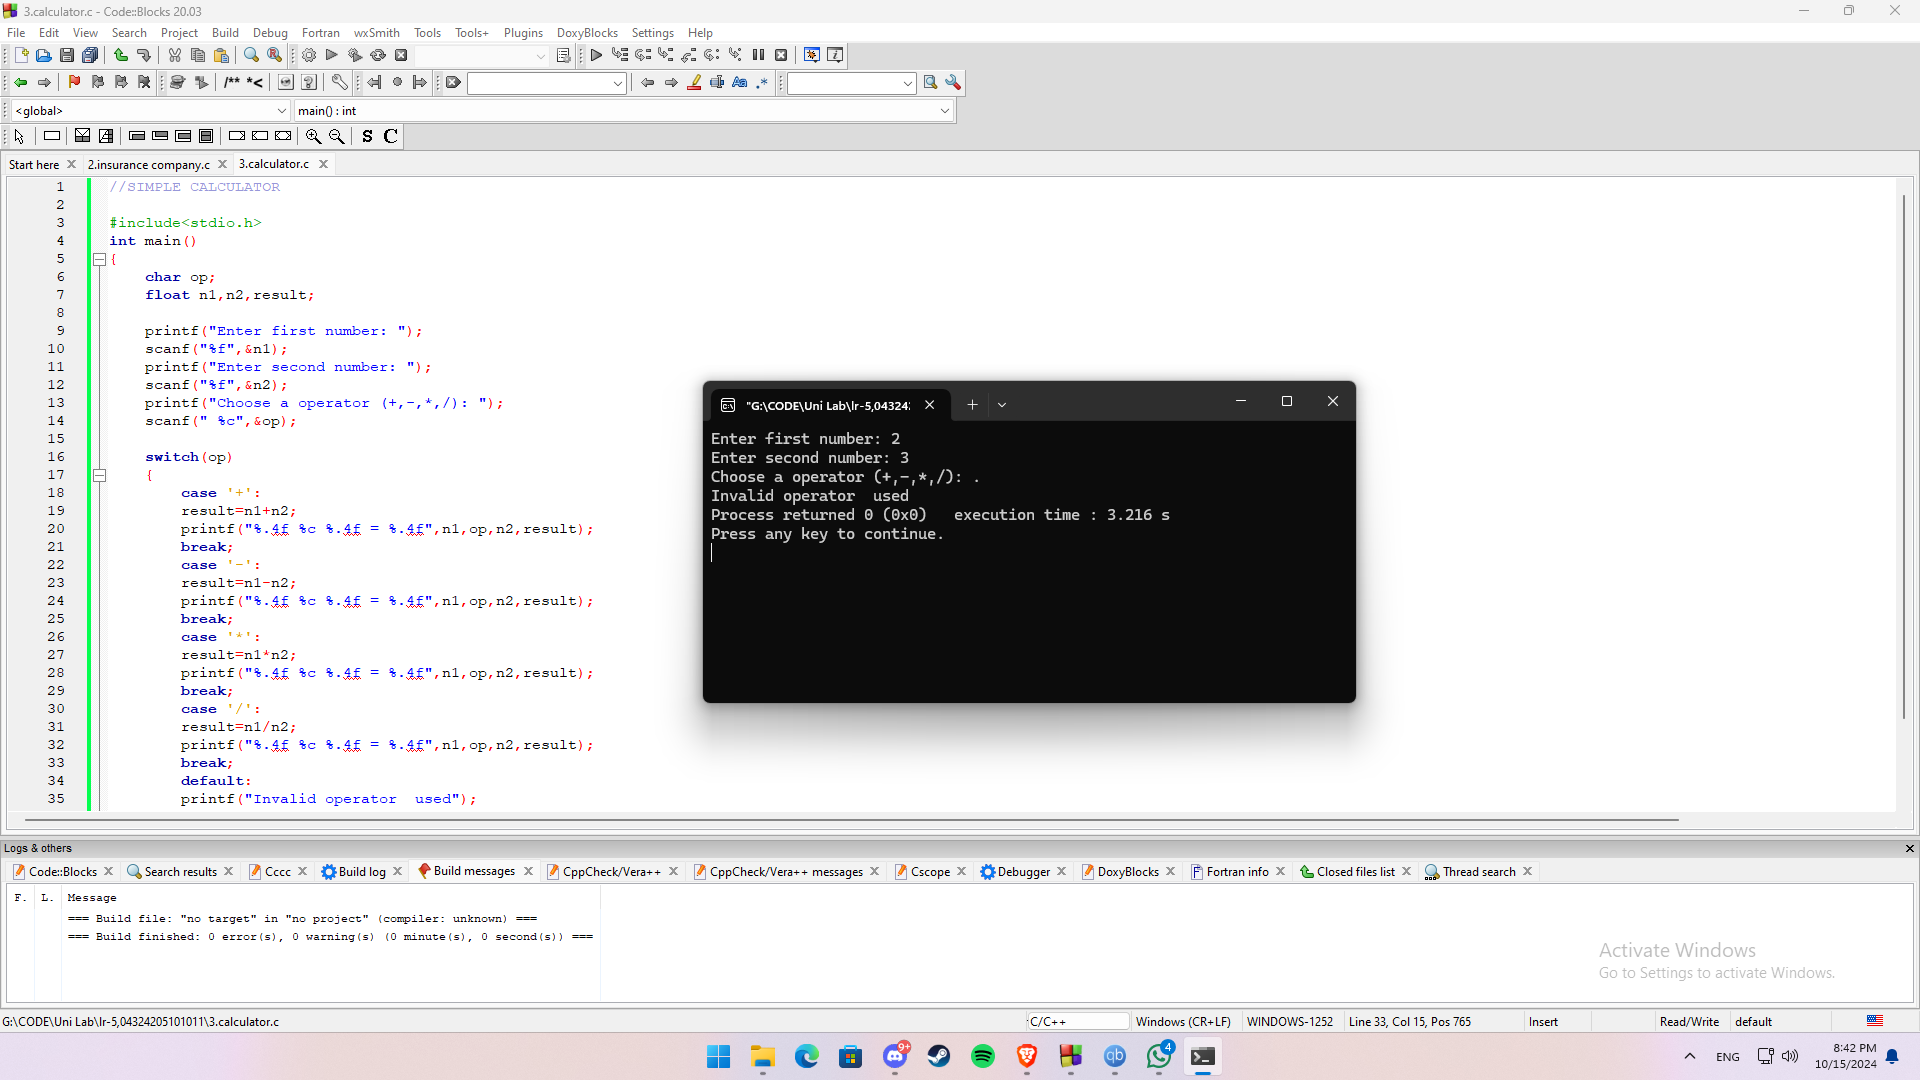 3.calculator.c - Code::Blocks 20.03
File Edit View Search Project Build Debug Fortran wxSmith Tools Tools+ Plugins DoxyBlocks Settings Help
/** *<
Aa .*
<global> main() : int
S C
Start here 2.insurance company.c 3.calculator.c
1 //SIMPLE CALCULATOR
2
3 #include<stdio.h>
4 int main()
5 {
6 char op;
7 float n1,n2,result;
8
9 printf("Enter first number: ");
10 scanf("%f",&n1);
11 printf("Enter second number: ");
12 scanf("%f",&n2);
13 printf("Choose a operator (+,-,*,/): ");
14 scanf(" %c",&op);
15
16 switch(op)
17 {
18 case '+':
19 result=n1+n2;
20 printf("%.4f %c %.4f = %.4f",n1,op,n2,result);
21 break;
22 case '-':
23 result=n1-n2;
24 printf("%.4f %c %.4f = %.4f",n1,op,n2,result);
25 break;
26 case '*':
27 result=n1*n2;
28 printf("%.4f %c %.4f = %.4f",n1,op,n2,result);
29 break;
30 case '/':
31 result=n1/n2;
32 printf("%.4f %c %.4f = %.4f",n1,op,n2,result);
33 break;
34 default:
35 printf("Invalid operator  used");
"G:\CODE\Uni Lab\lr-5,04324
Enter first number: 2
Enter second number: 3
Choose a operator (+,-,*,/): .
Invalid operator  used
Process returned 0 (0x0)   execution time : 3.216 s
Press any key to continue.
Logs & others
Code::Blocks Search results Cccc Build log Build messages CppCheck/Vera++ CppCheck/Vera++ messages Cscope Debugger DoxyBlocks Fortran info Closed files list Thread search
F. L. Message
=== Build file: "no target" in "no project" (compiler: unknown) ===
=== Build finished: 0 error(s), 0 warning(s) (0 minute(s), 0 second(s)) ===
Activate Windows
Go to Settings to activate Windows.
G:\CODE\Uni Lab\lr-5,04324205101011\3.calculator.c C/C++ Windows (CR+LF) WINDOWS-1252 Line 33, Col 15, Pos 765 Insert Read/Write default
9+ qb 4 ENG 8:42 PM
10/15/2024